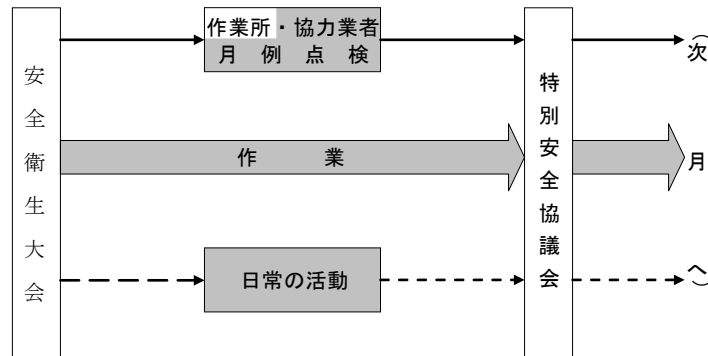 安全衛生大会
作業所・協力業者
月例点検
作業
日常の活動
特別安全協議会
（次月へ）